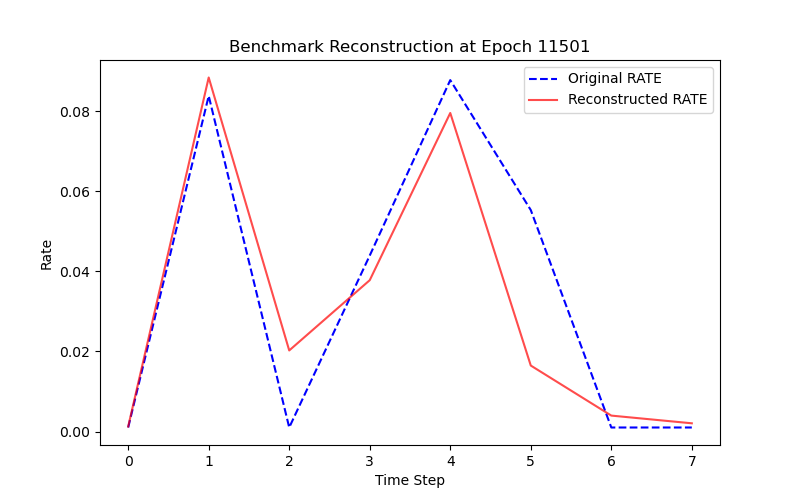 Benchmark Reconstruction at Epoch 11501
Original RATE
Reconstructed RATE
0.08
0.06
0.04
0.02
0.00
Rate
0 1 2 3 4 5 6 7
Time Step